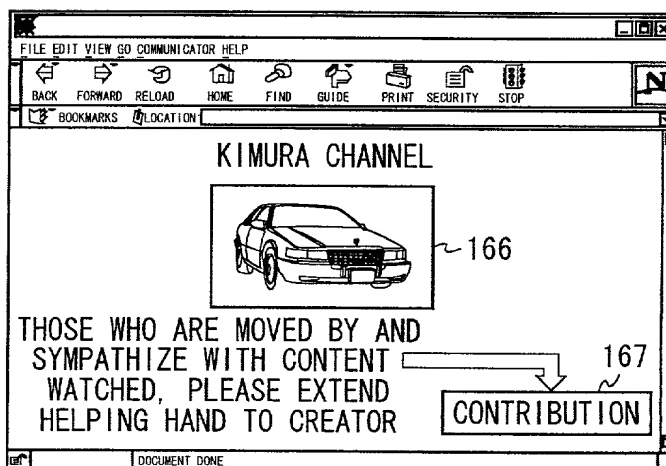 FILE EDIT VIEW GO COMMUNICATOR HELP
BACK FORWARD RELOAD HOME FIND GUIDE PRINT SECURITY STOP
N
BOOKMARKS LOCATION
KIMURA CHANNEL
166
THOSE WHO ARE MOVED BY AND
SYMPATHIZE WITH CONTENT
WATCHED, PLEASE EXTEND
HELPING HAND TO CREATOR
167
CONTRIBUTION
DOCUMENT DONE